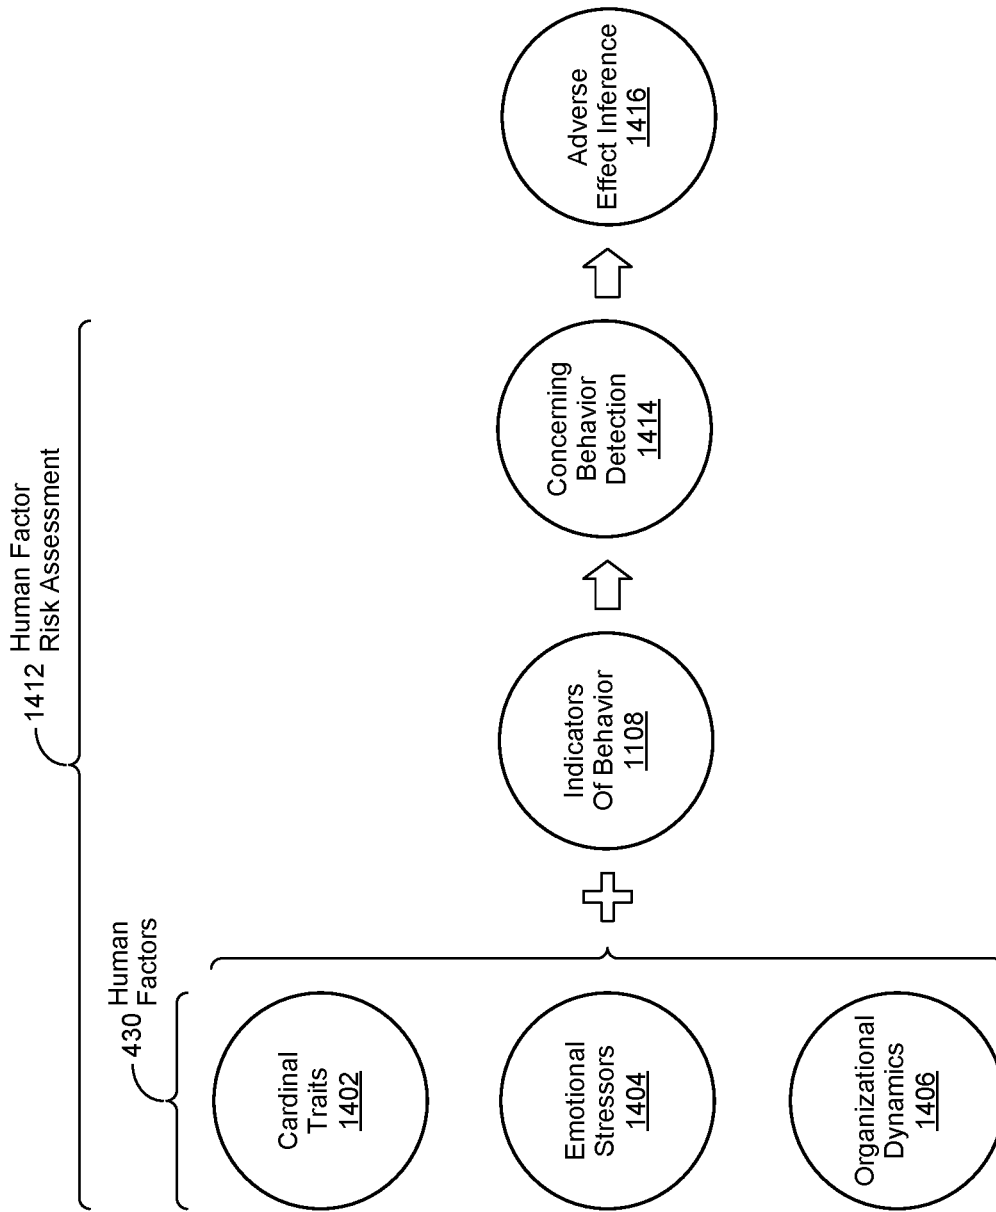 1412 Human Factor
Risk Assessment
430 Human
Factors
Cardinal
Traits
1402
Emotional
Stressors
1404
Organizational
Dynamics
1406
Indicators
Of Behavior
1108
Concerning
Behavior
Detection
1414
Adverse
Effect Inference
1416